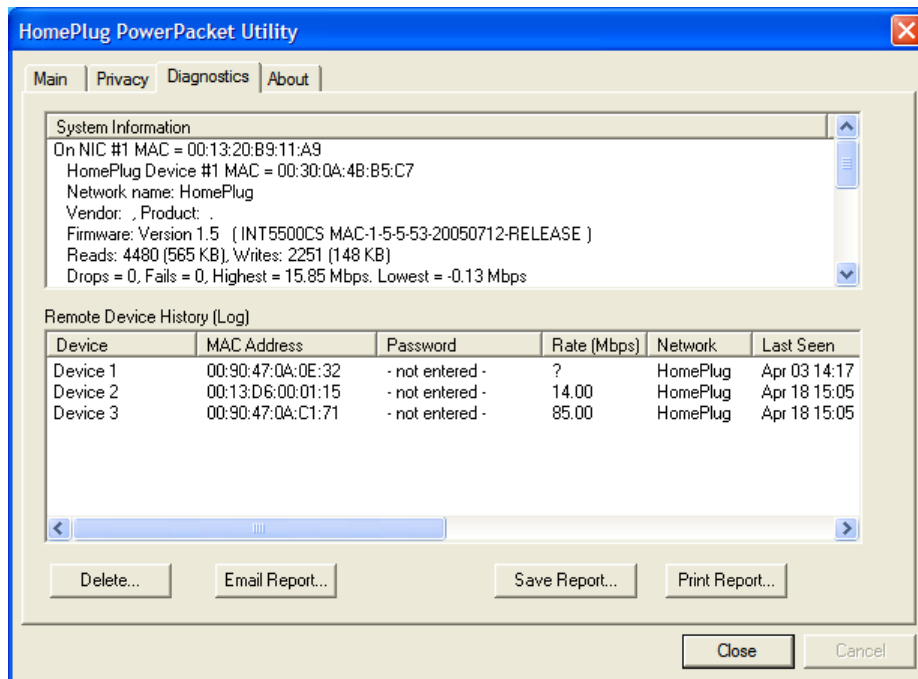 HomePlug PowerPacket Utility
Main Privacy Diagnostics About
System Information
On NIC #1 MAC = 00:13:20:B9:11:A9
HomePlug Device #1 MAC = 00:30:0A:4B:B5:C7
Network name: HomePlug
Vendor: , Product: .
Firmware: Version 1.5 ( INT5500CS MAC-1-5-5-53-20050712-RELEASE )
Reads: 4480 (565 KB), Writes: 2251 (148 KB)
Drops = 0, Fails = 0, Highest = 15.85 Mbps. Lowest = -0.13 Mbps
Remote Device History (Log)
Device MAC Address Password Rate (Mbps) Network Last Seen
Device 1 00:90:47:0A:0E:32 - not entered - ? HomePlug Apr 03 14:17
Device 2 00:13:D6:00:01:15 - not entered - 14.00 HomePlug Apr 18 15:05
Device 3 00:90:47:0A:C1:71 - not entered - 85.00 HomePlug Apr 18 15:05
Delete... Email Report... Save Report... Print Report...
Close Cancel